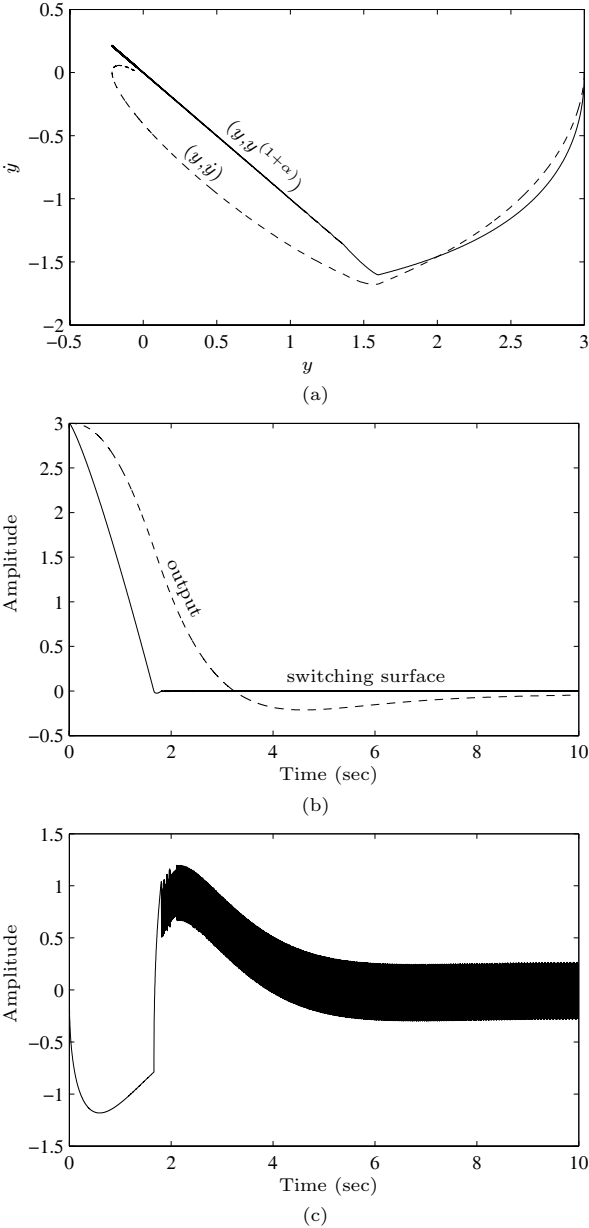 0.5
0
−0.5
−1
−1.5
−2
ẏ
(y,y⁽¹⁺ᵅ⁾)
(y,ẏ)
−0.5 0 0.5 1 1.5 2 2.5 3
y
(a)
3
2.5
2
1.5
1
0.5
0
−0.5
Amplitude
output
switching surface
0 2 4 6 8 10
Time (sec)
(b)
1.5
1
0.5
0
−0.5
−1
−1.5
Amplitude
0 2 4 6 8 10
Time (sec)
(c)